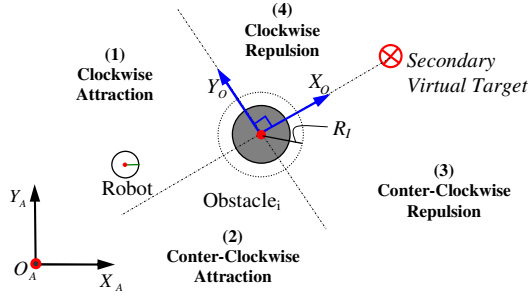 (4)
Clockwise
Repulsion
(1)
Clockwise
Attraction
Y_O
X_O
Secondary
Virtual Target
R_I
Robot
Obstacle_i
(3)
Conter-Clockwise
Repulsion
Y_A
(2)
Conter-Clockwise
Attraction
O_A
X_A